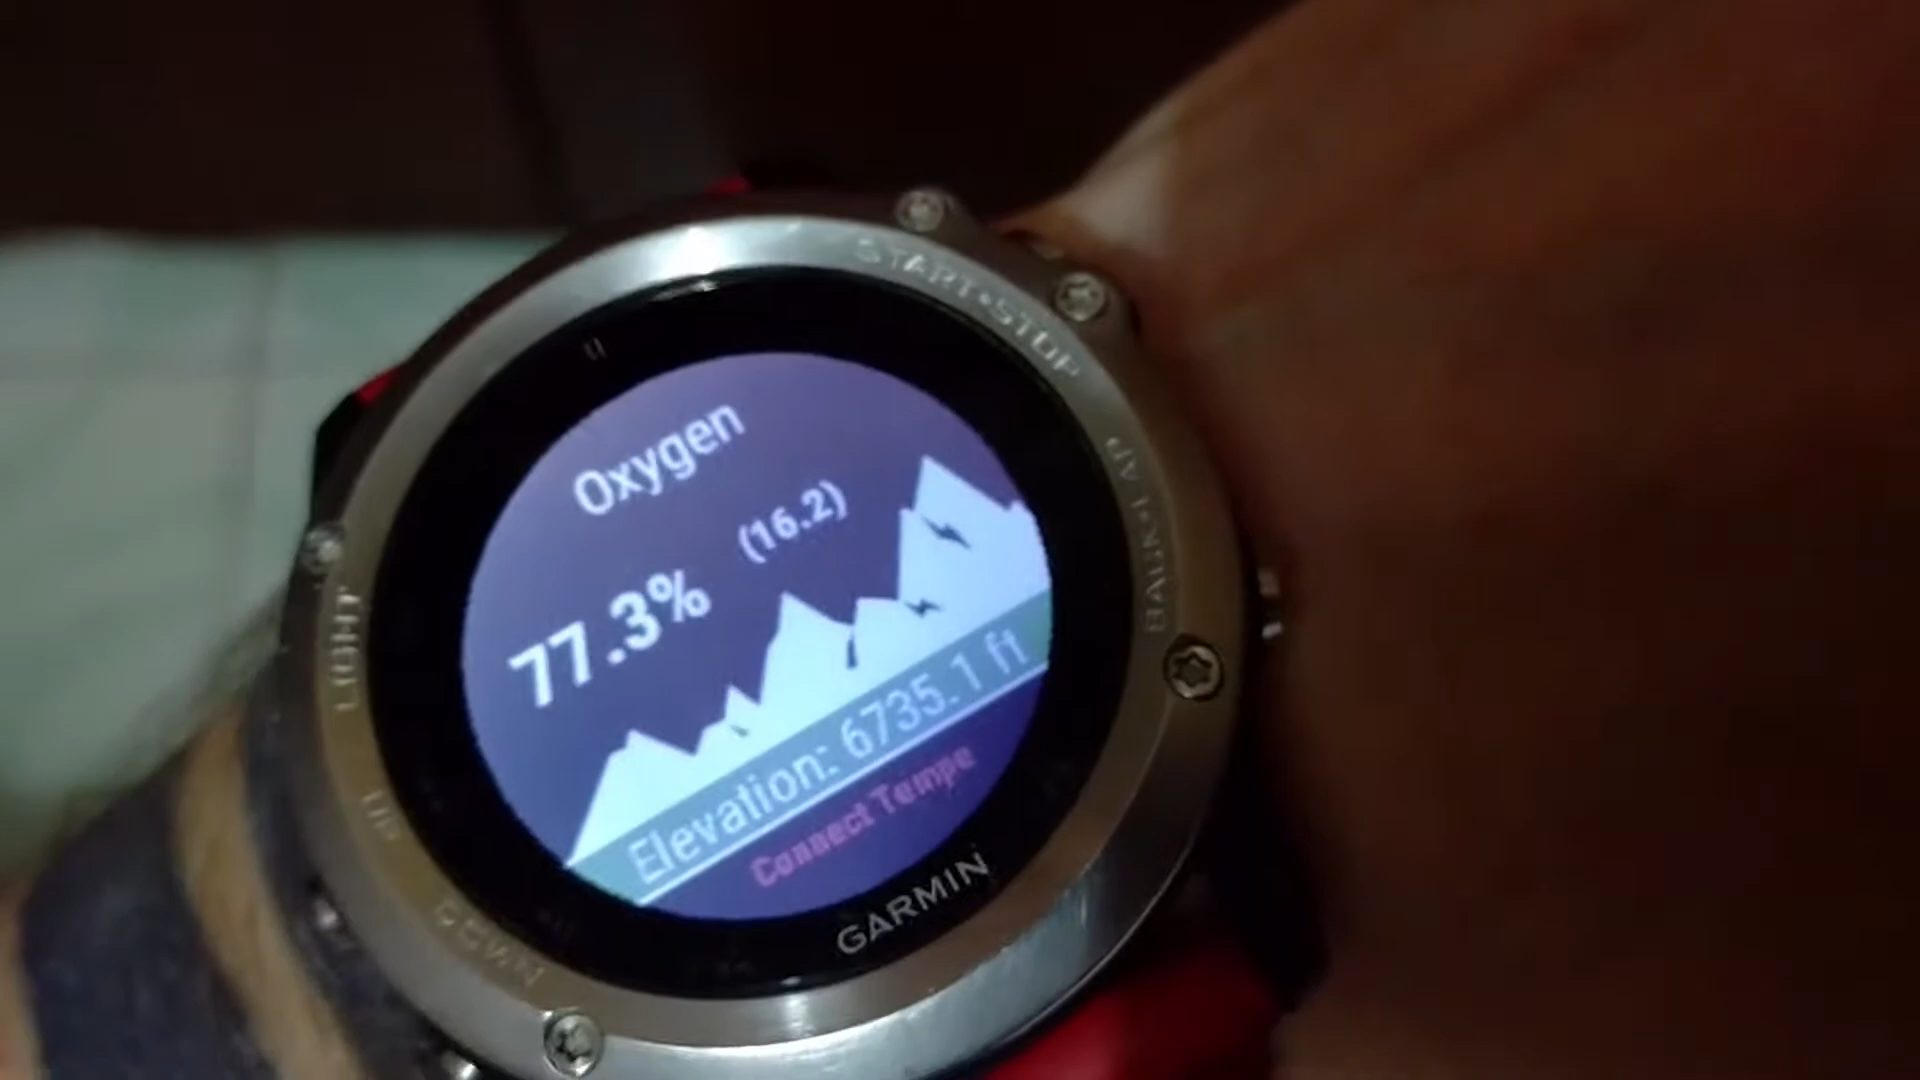 START•STOP
Oxygen
(16.2)
77.3%
Elevation: 6735.1 ft
Connect Tempe
GARMIN
LIGHT
UP
DOWN
BACK•LAP